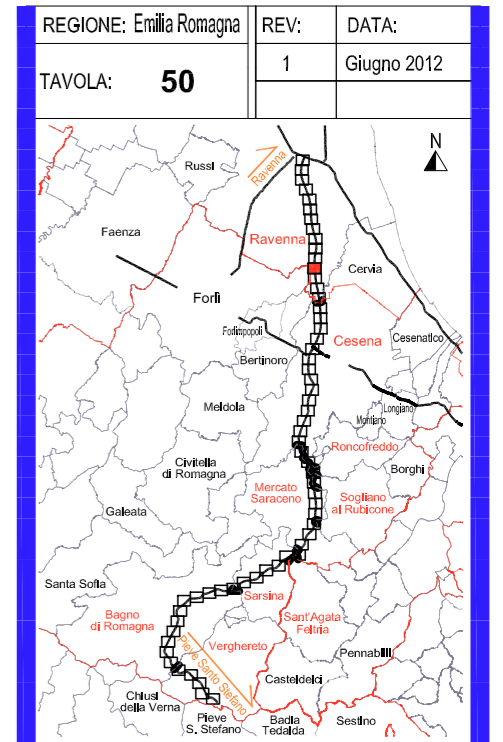 REGIONE: Emilia Romagna
REV:
DATA:
1
Giugno 2012
TAVOLA:
50
N
Ravenna
Russi
Faenza
Ravenna
Cervia
Forlì
Forlimpopoli
Cesena
Cesenatico
Bertinoro
Meldola
Longiano
Montiano
Roncofreddo
Borghi
Civitella
di Romagna
Mercato
Saraceno
Sogliano
al Rubicone
Galeata
Santa Sofia
Sarsina
Bagno
di Romagna
Sant'Agata
Feltria
Verghereto
Pennabilli
Pieve Santo Stefano
Casteldelci
Chiusi
della Verna
Pieve
S. Stefano
Badia
Tedalda
Sestino